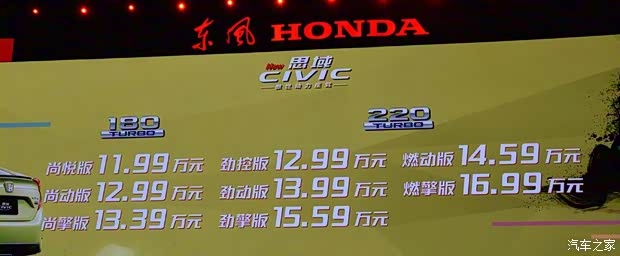 东风 HONDA
New 思域
CIVIC
180 TURBO 220 TURBO
尚悦版 11.99 万元 劲控版 12.99 万元 燃动版 14.59 万元
尚动版 12.99 万元 劲动版 13.99 万元 燃擎版 16.99 万元
尚擎版 13.39 万元 劲擎版 15.59 万元
CIVIC
汽车之家